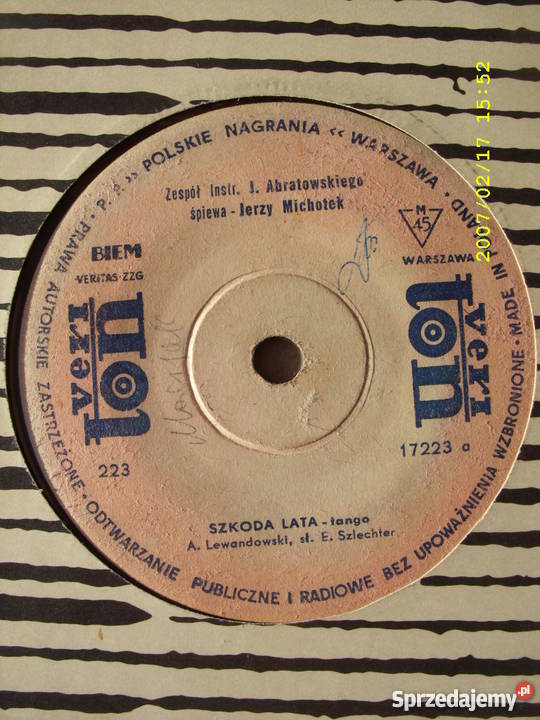 P. P. "POLSKIE NAGRANIA" WARSZAWA • MADE IN POLAND
PRAWA AUTORSKIE ZASTRZEŻONE • ODTWARZANIE PUBLICZNE I RADIOWE BEZ UPOWAŻNIENIA WZBRONIONE
Zespół Instr. J. Abratowskiego
śpiewa - Jerzy Michotek
BIEM
VERITAS-ZZG
M
45
WARSZAWA
veri
ton
veri
ton
223
17223 a
SZKODA LATA - tango
A. Lewandowski, sł. E. Szlechter
2007/02/17 15:52
Sprzedajemy.pl